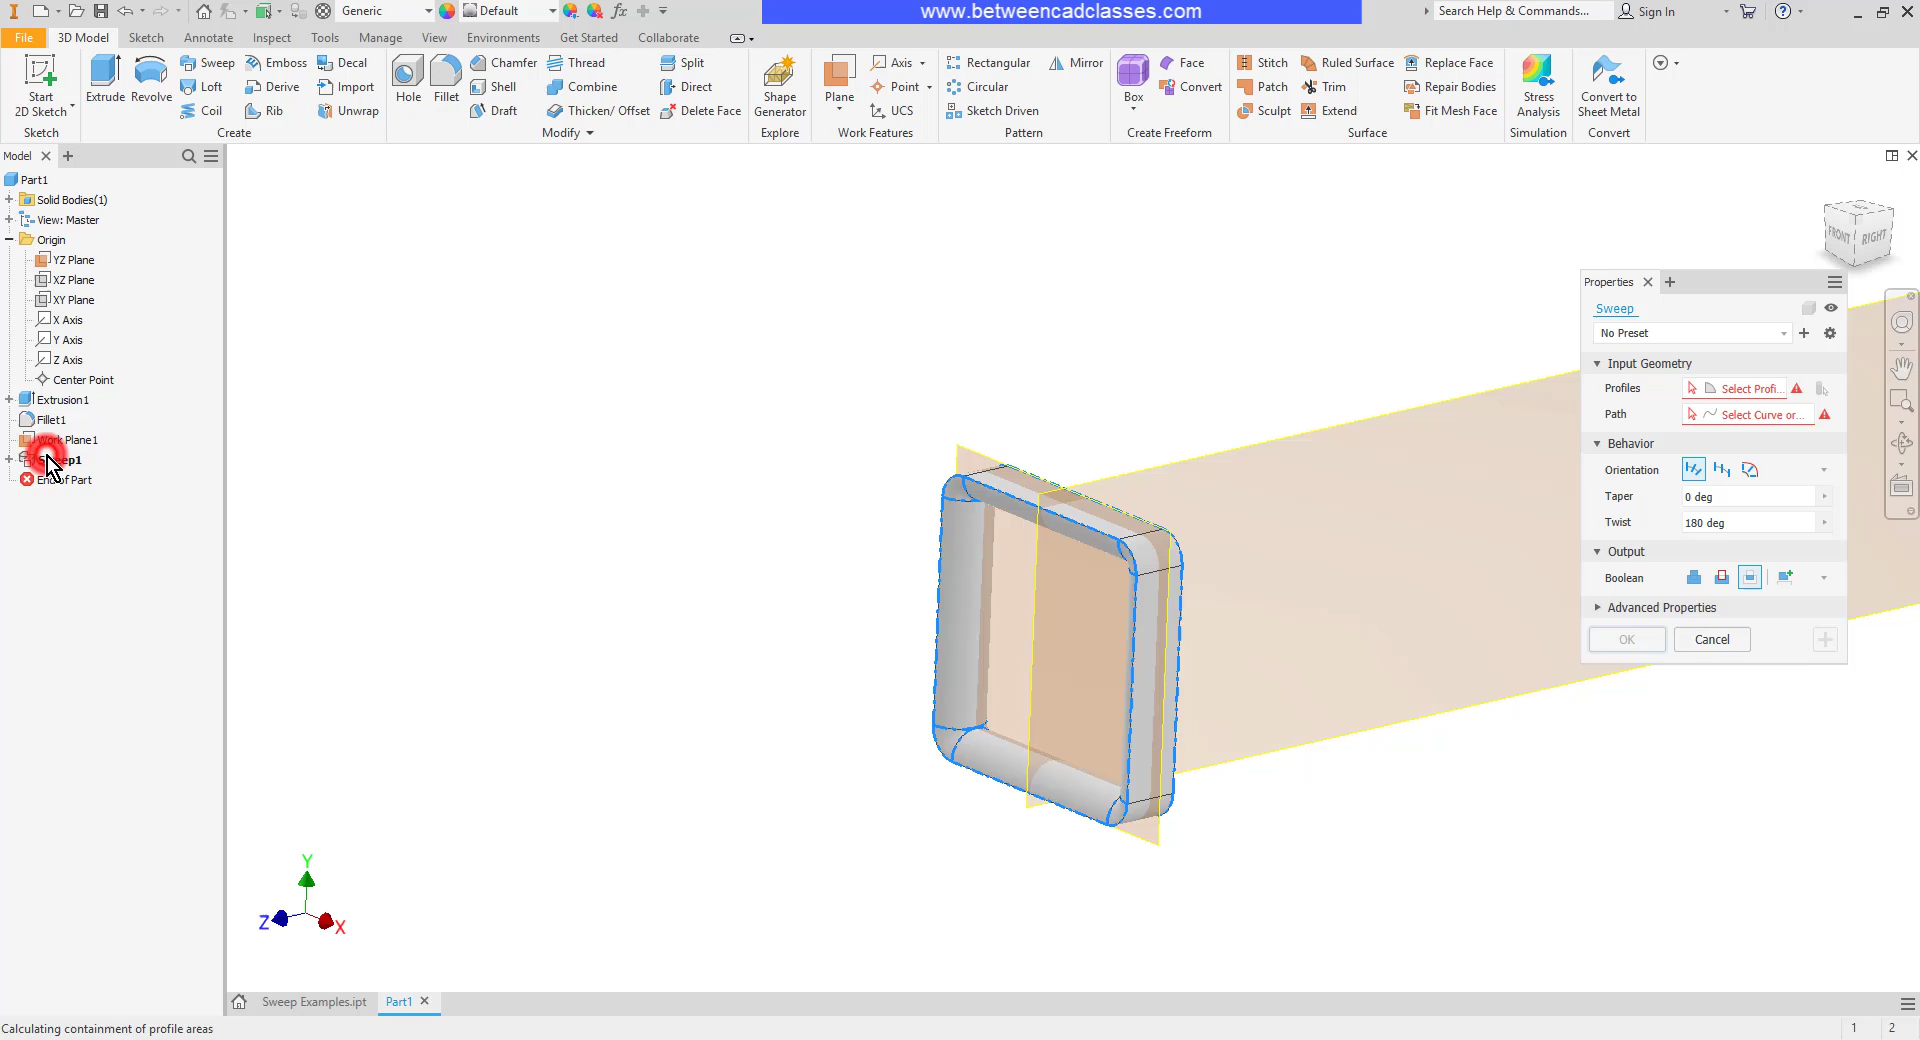 Generic
Default
www.betweencadclasses.com
Search Help & Commands...
Sign In
File
3D Model
Sketch
Annotate
Inspect
Tools
Manage
View
Environments
Get Started
Collaborate
Start
2D Sketch
Sketch
Extrude
Revolve
Sweep
Loft
Coil
Emboss
Derive
Rib
Decal
Import
Unwrap
Create
Hole
Fillet
Chamfer
Shell
Draft
Thread
Combine
Thicken/ Offset
Split
Direct
Delete Face
Modify
Shape
Generator
Explore
Plane
Axis
Point
UCS
Work Features
Rectangular
Circular
Sketch Driven
Mirror
Pattern
Box
Face
Convert
Create Freeform
Stitch
Patch
Sculpt
Ruled Surface
Trim
Extend
Replace Face
Repair Bodies
Fit Mesh Face
Surface
Stress
Analysis
Simulation
Convert to
Sheet Metal
Convert
Model
Part1
Solid Bodies(1)
View: Master
Origin
YZ Plane
XZ Plane
XY Plane
X Axis
Y Axis
Z Axis
Center Point
Extrusion1
Fillet1
Work Plane1
End of Part
FRONT
RIGHT
Properties
Sweep
No Preset
Input Geometry
Profiles
Select Profi...
Path
Select Curve or...
Behavior
Orientation
Taper
0 deg
Twist
180 deg
Output
Boolean
Advanced Properties
OK
Cancel
Y
Z
X
Sweep Examples.ipt
Part1
Calculating containment of profile areas
1
2